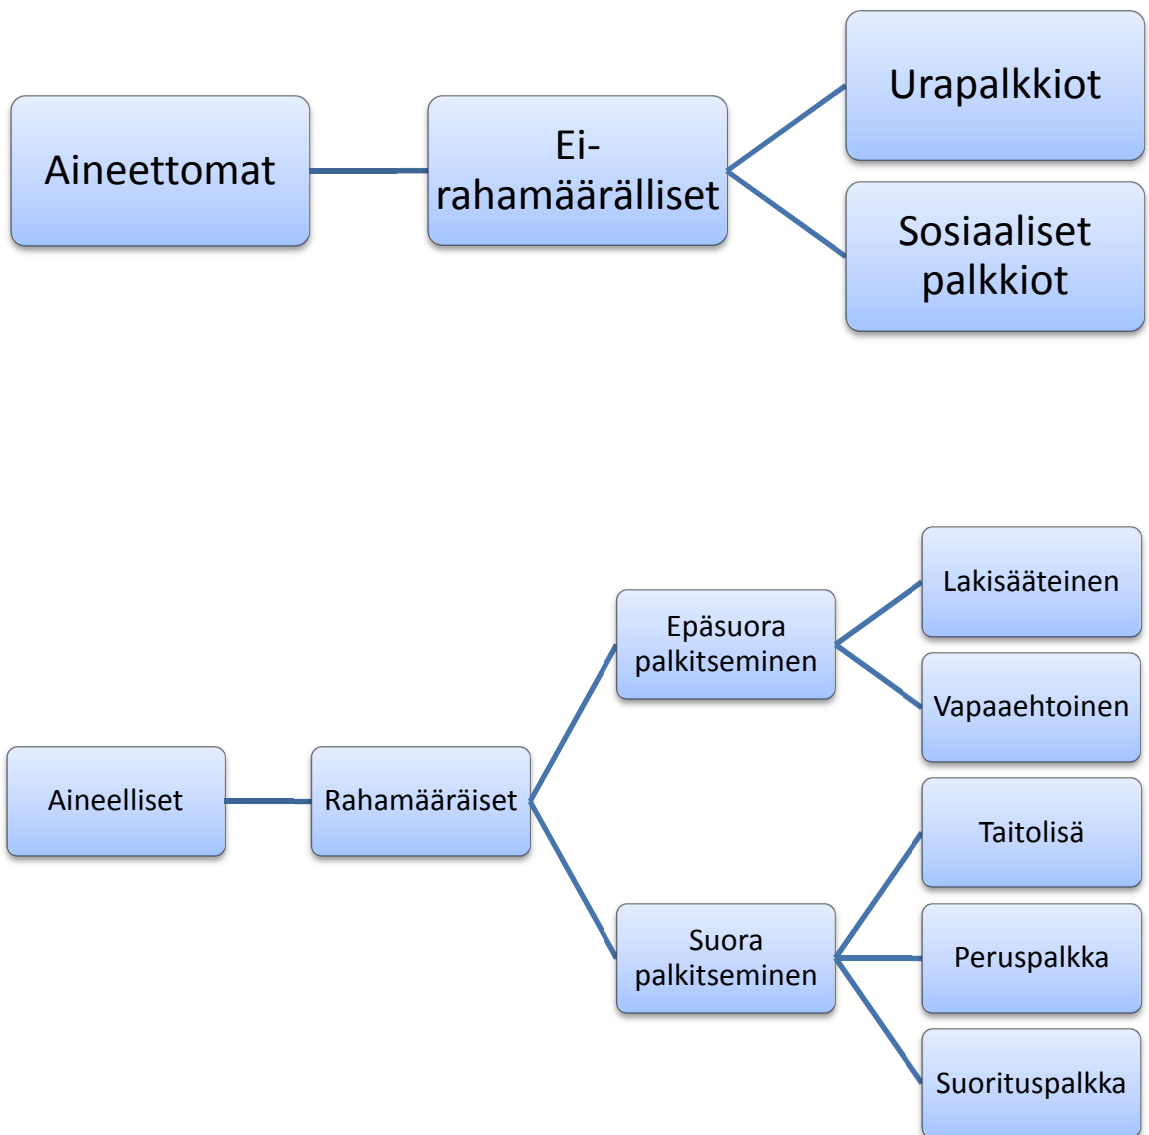 Aineettomat
Ei-
rahamäärälliset
Urapalkkiot
Sosiaaliset
palkkiot
Aineelliset
Rahamääräiset
Epäsuora
palkitseminen
Lakisääteinen
Vapaaehtoinen
Suora
palkitseminen
Taitolisä
Peruspalkka
Suorituspalkka